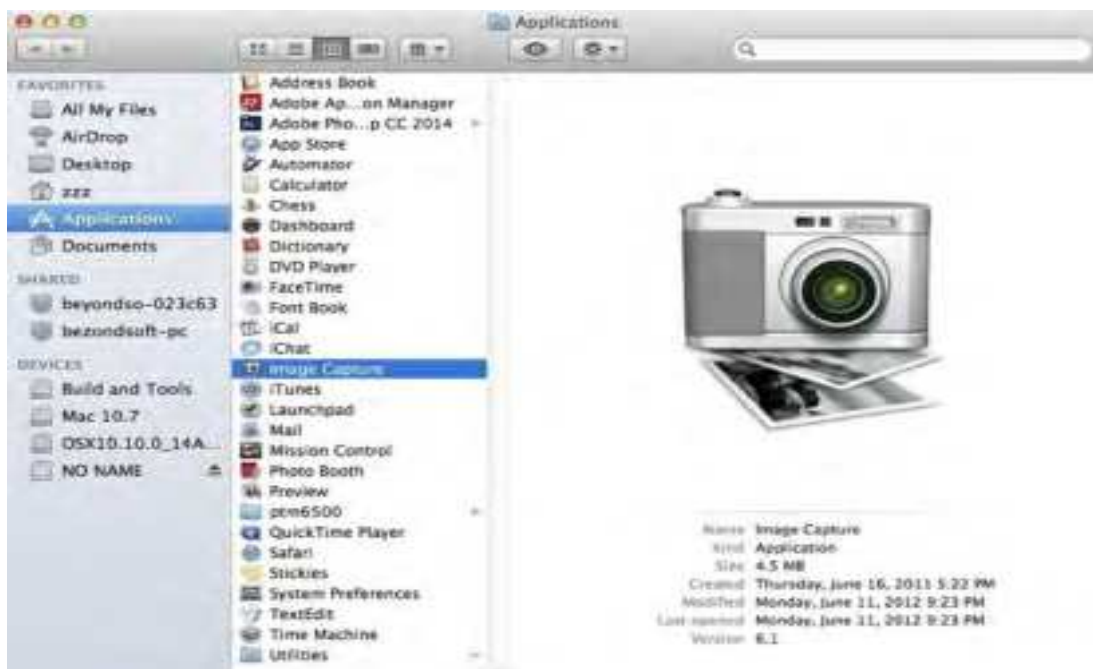 Applications
FAVORITES
All My Files
AirDrop
Desktop
zzz
Applications
Documents
SHARED
beyondso-023c63
bezondsoft-pc
DEVICES
Build and Tools
Mac 10.7
OSX10.10.0_14A...
NO NAME
Address Book
Adobe Ap...on Manager
Adobe Pho...p CC 2014
App Store
Automator
Calculator
Chess
Dashboard
Dictionary
DVD Player
FaceTime
Font Book
iCal
iChat
Image Capture
iTunes
Launchpad
Mail
Mission Control
Photo Booth
Preview
ptm6500
QuickTime Player
Safari
Stickies
System Preferences
TextEdit
Time Machine
Utilities
Name Image Capture
Kind Application
Size 4.5 MB
Created Thursday, June 16, 2011 5:22 PM
Modified Monday, June 11, 2012 9:23 PM
Last opened Monday, June 11, 2012 9:23 PM
Version 6.1